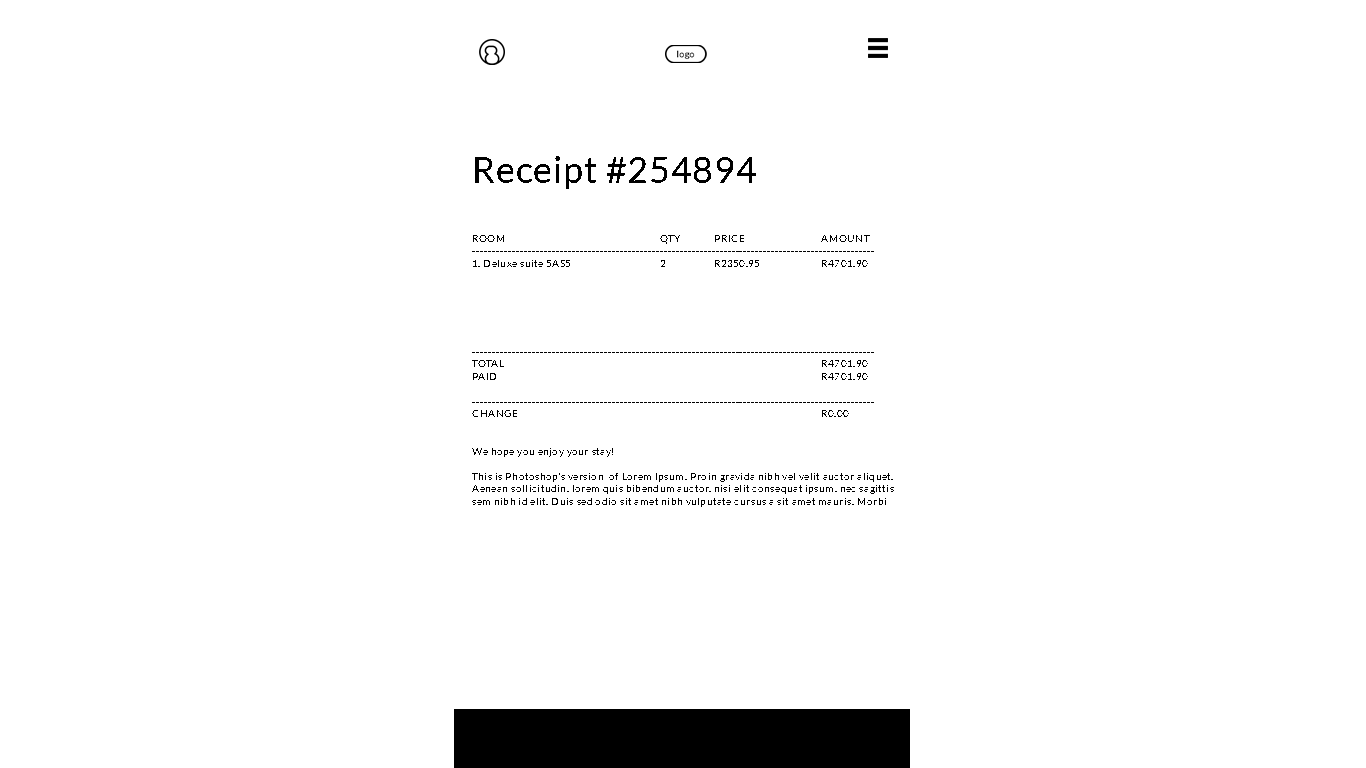 logo
Receipt #254894
ROOM QTY PRICE AMOUNT
1. Deluxe suite 5AS5 2 R2350.95 R4701.90
TOTAL R4701.90
PAID R4701.90
CHANGE R0.00
We hope you enjoy your stay!
This is Photoshop's version of Lorem Ipsum. Proin gravida nibh vel velit auctor aliquet.
Aenean sollicitudin, lorem quis bibendum auctor, nisi elit consequat ipsum, nec sagittis
sem nibh id elit. Duis sed odio sit amet nibh vulputate cursus a sit amet mauris. Morbi